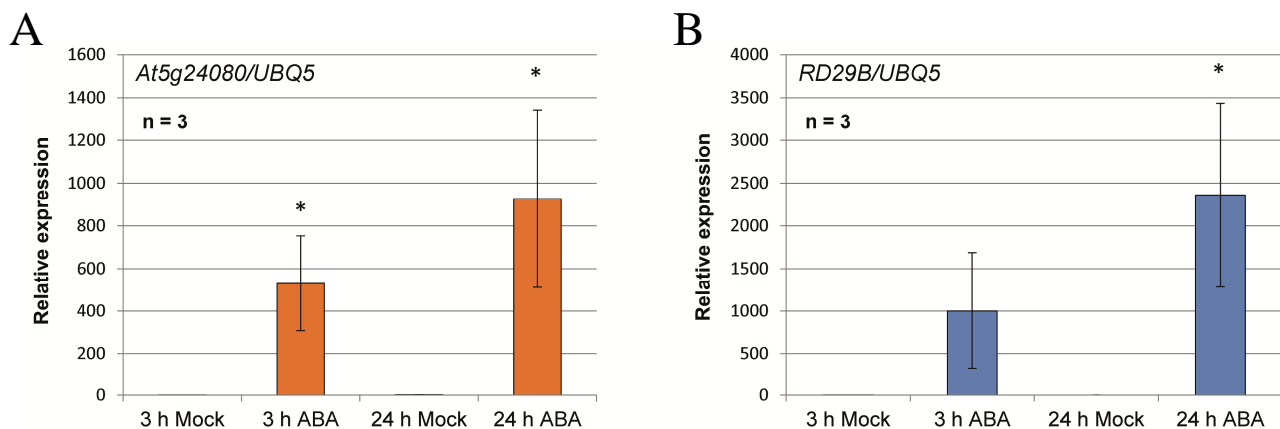 A
At5g24080/UBQ5
n = 3
Relative expression
1600
1400
1200
1000
800
600
400
200
0
*
*
3 h Mock 3 h ABA 24 h Mock 24 h ABA
B
RD29B/UBQ5
n = 3
Relative expression
4000
3500
3000
2500
2000
1500
1000
500
0
*
3 h Mock 3 h ABA 24 h Mock 24 h ABA